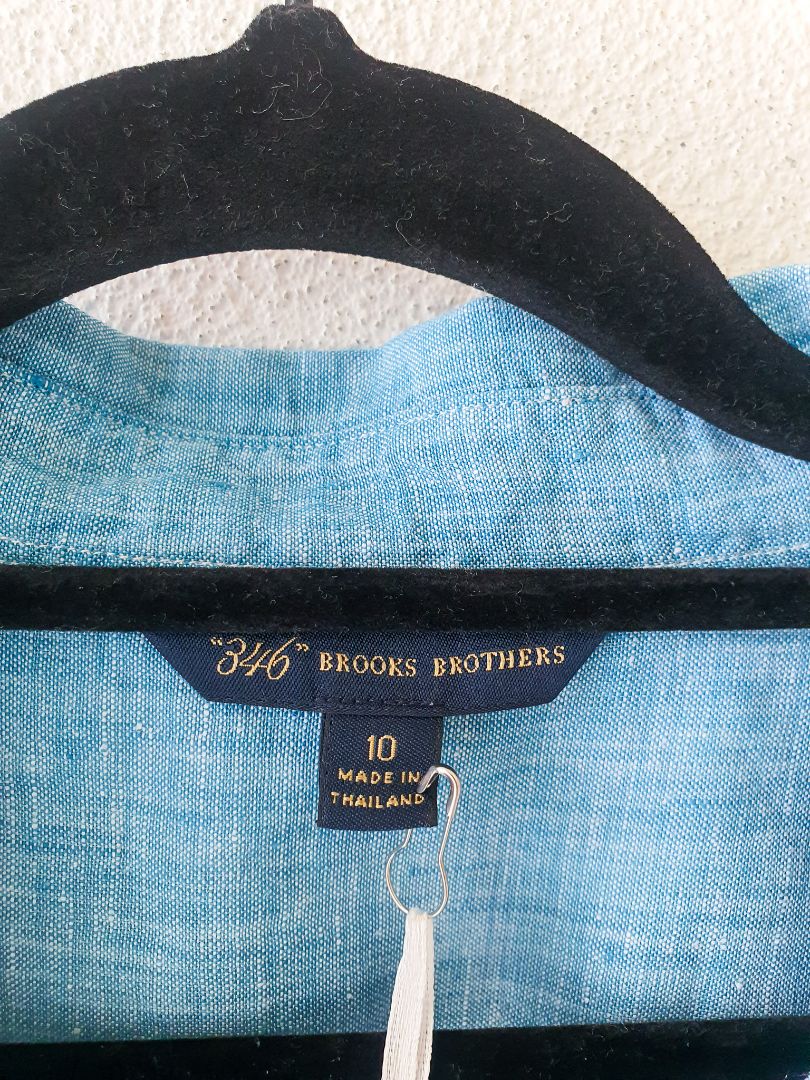 "346" BROOKS BROTHERS
10
MADE IN
THAILAND